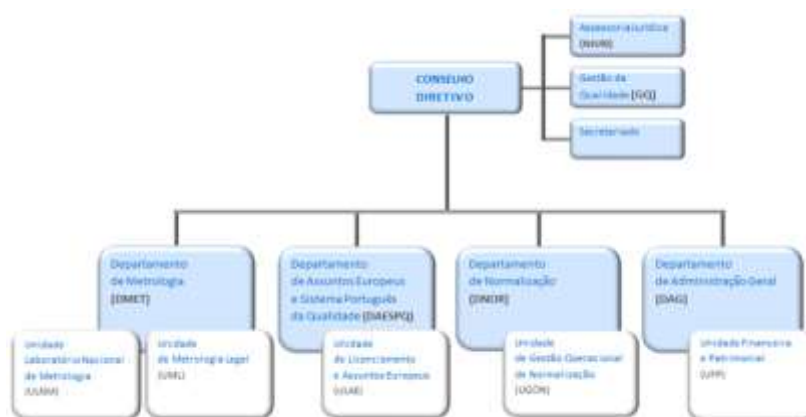 Assessoria Jurídica
CONSELHO
DIRETIVO
Gestão da
Qualidade (GQ)
Secretariado
Departamento
de Metrologia
(DMET)
Departamento
de Assuntos Europeus
e Sistema Português
da Qualidade (DAESPQ)
Departamento
de Normalização
(DNOR)
Departamento
de Administração Geral
(DAG)
Unidade
Laboratório Nacional
de Metrologia
Unidade
de Metrologia Legal
(UML)
Unidade
de Licenciamento
e Assuntos Europeus
(ULAE)
Unidade
de Gestão Operacional
de Normalização
(UGON)
Unidade Financeira
e Patrimonial
(UFP)